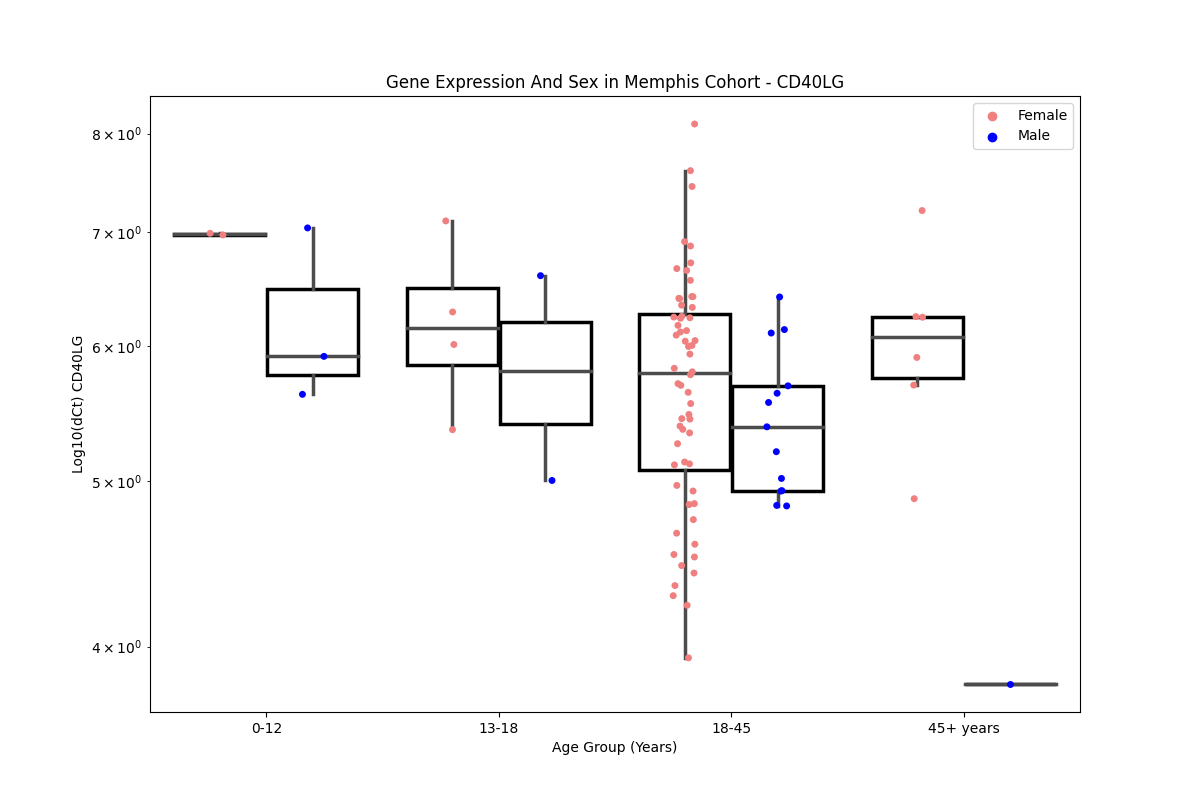 Gene Expression And Sex in Memphis Cohort - CD40LG
Female
Male
8 × 10⁰
7 × 10⁰
6 × 10⁰
5 × 10⁰
4 × 10⁰
Log10(dCt) CD40LG
0-12
13-18
18-45
45+ years
Age Group (Years)